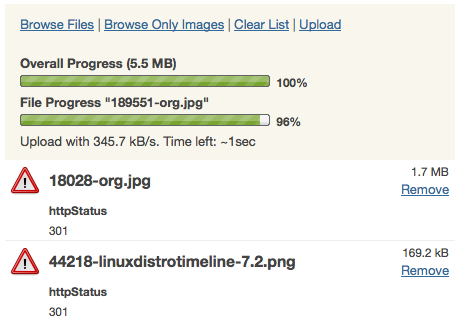 Browse Files | Browse Only Images | Clear List | Upload
Overall Progress (5.5 MB)
100%
File Progress "189551-org.jpg"
96%
Upload with 345.7 kB/s. Time left: ~1sec
18028-org.jpg
1.7 MB
Remove
httpStatus
301
44218-linuxdistrotimeline-7.2.png
169.2 kB
Remove
httpStatus
301